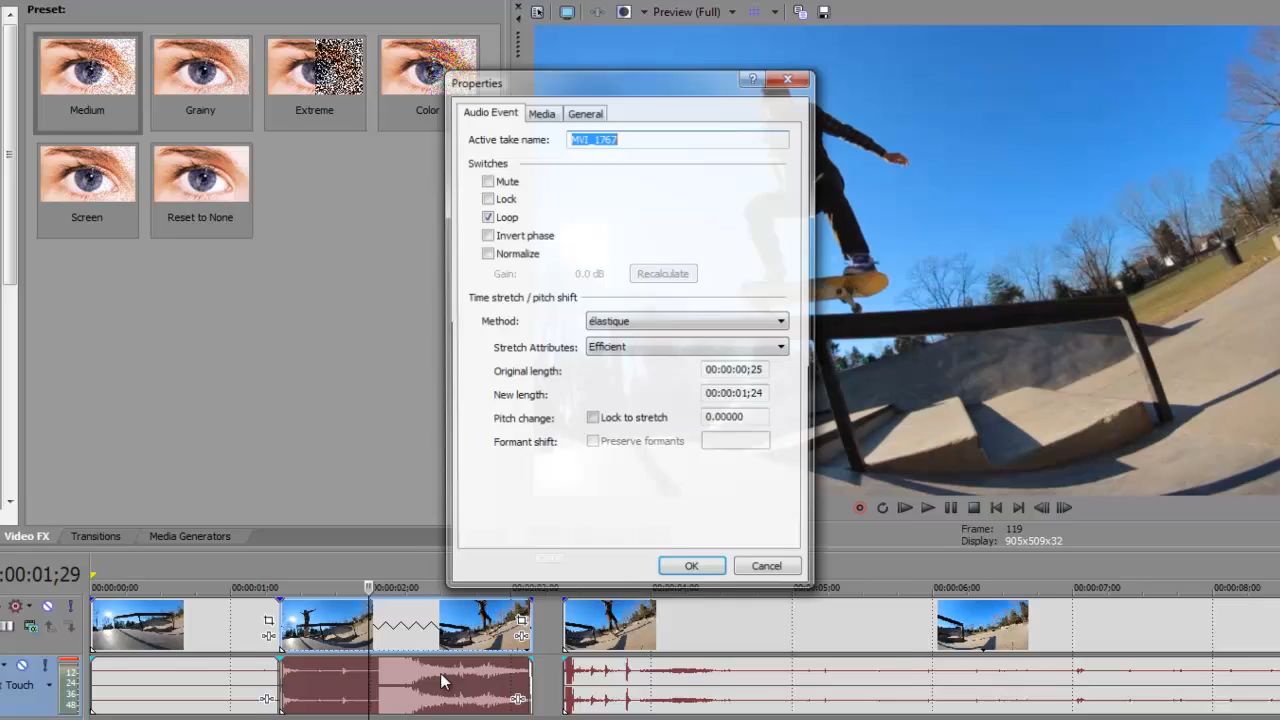 Preset:
Preview (Full)
Medium
Grainy
Extreme
Color
Screen
Reset to None
Properties
Audio Event
Media
General
Active take name: MVI_1767
Switches
Mute
Lock
Loop
Invert phase
Normalize
Gain: 0.0 dB Recalculate
Time stretch / pitch shift
Method: élastique
Stretch Attributes: Efficient
Original length: 00:00:00;25
New length: 00:00:01;24
Pitch change: Lock to stretch 0.00000
Formant shift: Preserve formants
OK Cancel
Frame: 119
Display: 905x509x32
Video FX Transitions Media Generators
:00:01;29
00:00:00;00 00:00:01;00 00:00:02;00 00:00:05;00 00:00:06;00 00:00:07;00 00:00:08;00
Touch
12
24
36
48